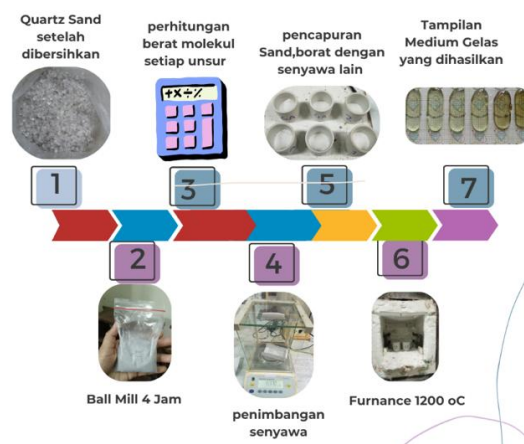 Quartz Sand
setelah
dibersihkan
perhitungan
berat molekul
setiap unsur
pencapuran
Sand,borat dengan
senyawa lain
Tampilan
Medium Gelas
yang dihasilkan
+×÷%
1
3
5
7
2
4
6
Ball Mill 4 Jam
penimbangan
senyawa
Furnance 1200 oC